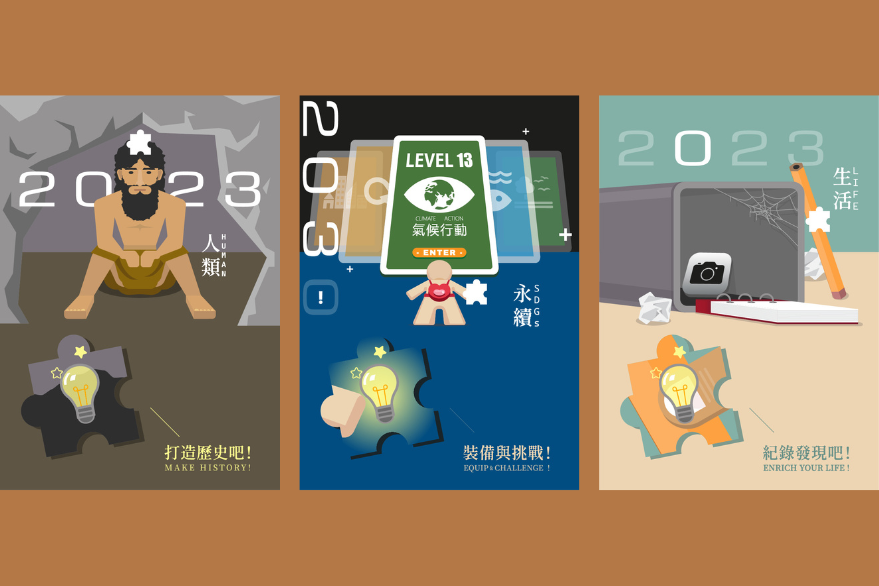 2023
人類
HUMAN
打造歷史吧!
MAKE HISTORY!
2023
LEVEL 13
CLIMATE ACTION
氣候行動
ENTER
!
永續
SDGs
裝備與挑戰!
EQUIP & CHALLENGE !
2023
生活
LIFE
紀錄發現吧!
ENRICH YOUR LIFE !